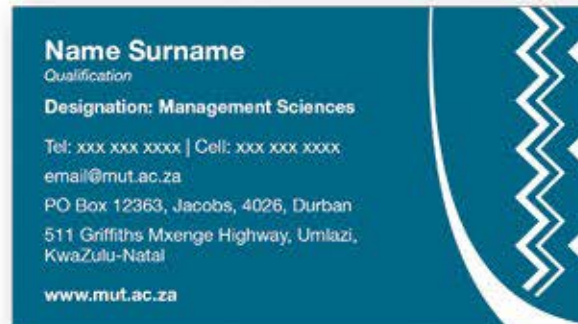 Name Surname
Qualification
Designation: Management Sciences
Tel: xxx xxx xxxx | Cell: xxx xxx xxxx
email@mut.ac.za
PO Box 12363, Jacobs, 4026, Durban
511 Griffiths Mxenge Highway, Umlazi,
KwaZulu-Natal
www.mut.ac.za